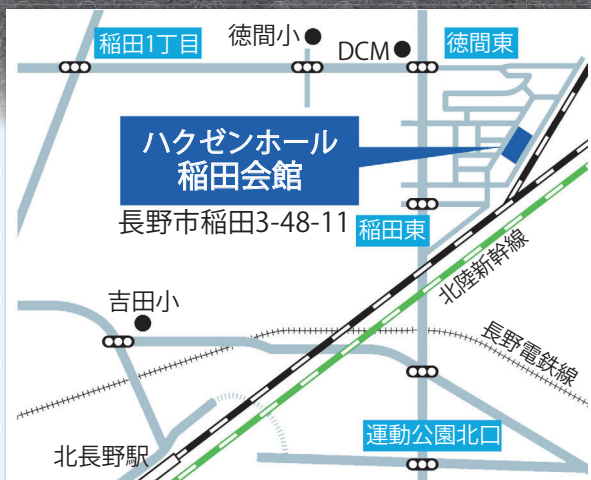 稲田1丁目
徳間小
DCM
徳間東
ハクゼンホール
稲田会館
長野市稲田3-48-11
稲田東
北陸新幹線
吉田小
長野電鉄線
運動公園北口
北長野駅